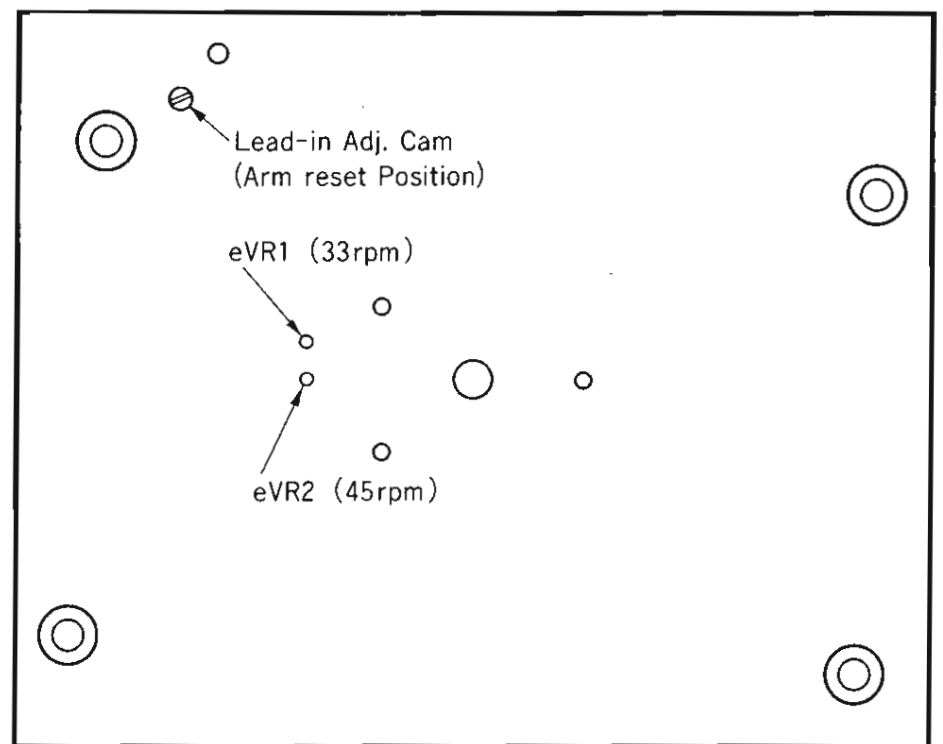 Lead-in Adj. Cam
(Arm reset Position)
eVR1 (33rpm)
eVR2 (45rpm)